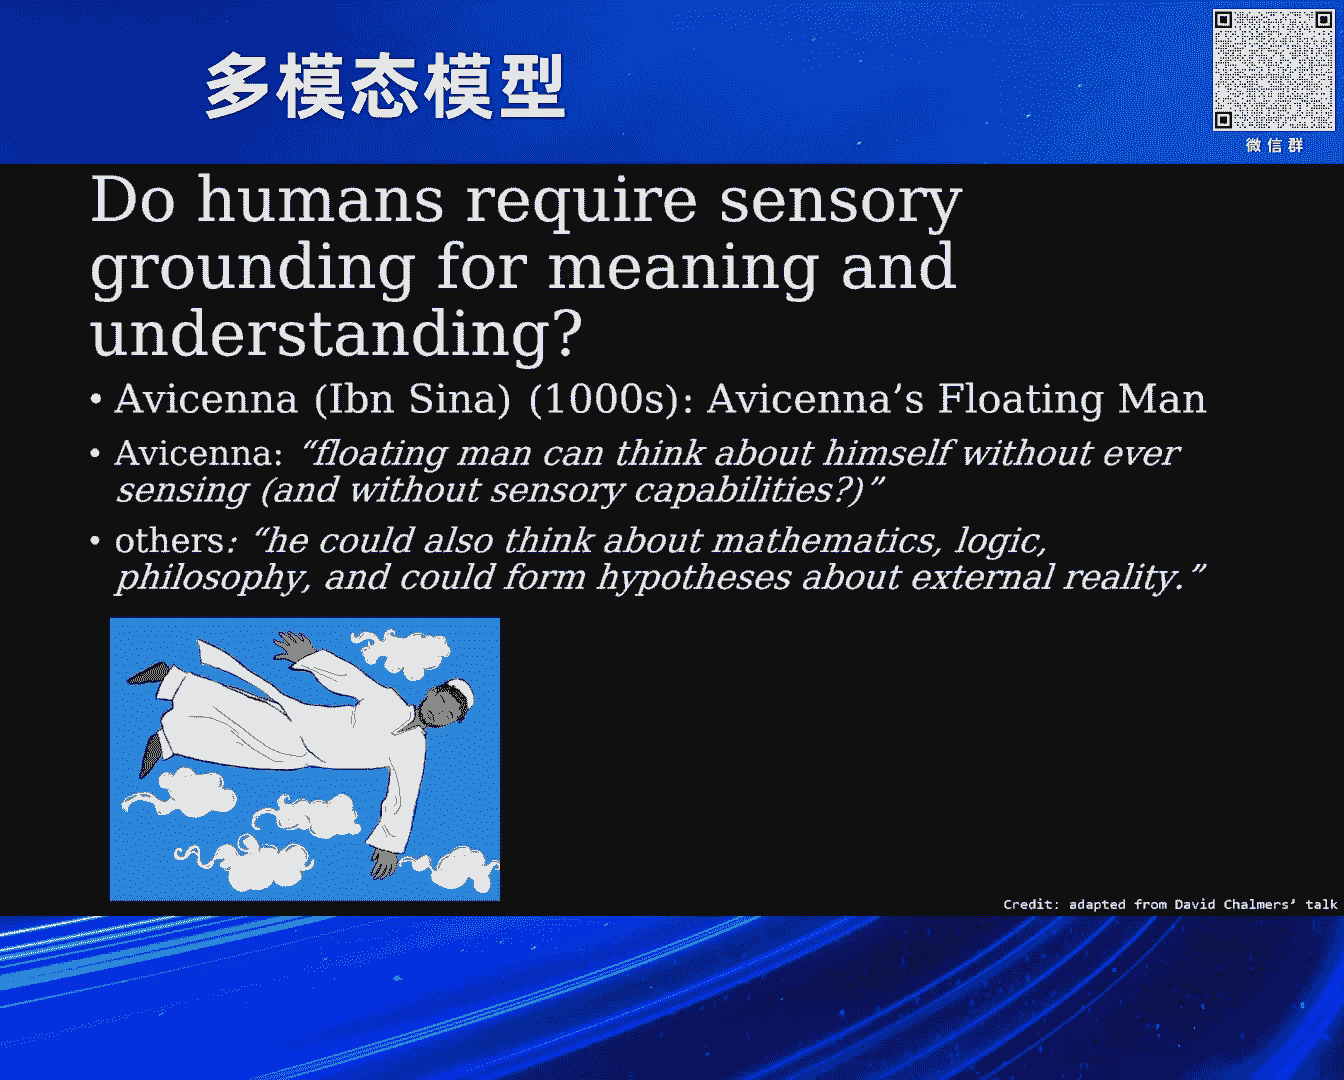 多模态模型
微信群
Do humans require sensory
grounding for meaning and
understanding?
• Avicenna (Ibn Sina) (1000s): Avicenna’s Floating Man
• Avicenna: “floating man can think about himself without ever
sensing (and without sensory capabilities?)”
• others: “he could also think about mathematics, logic,
philosophy, and could form hypotheses about external reality.”
Credit: adapted from David Chalmers’ talk